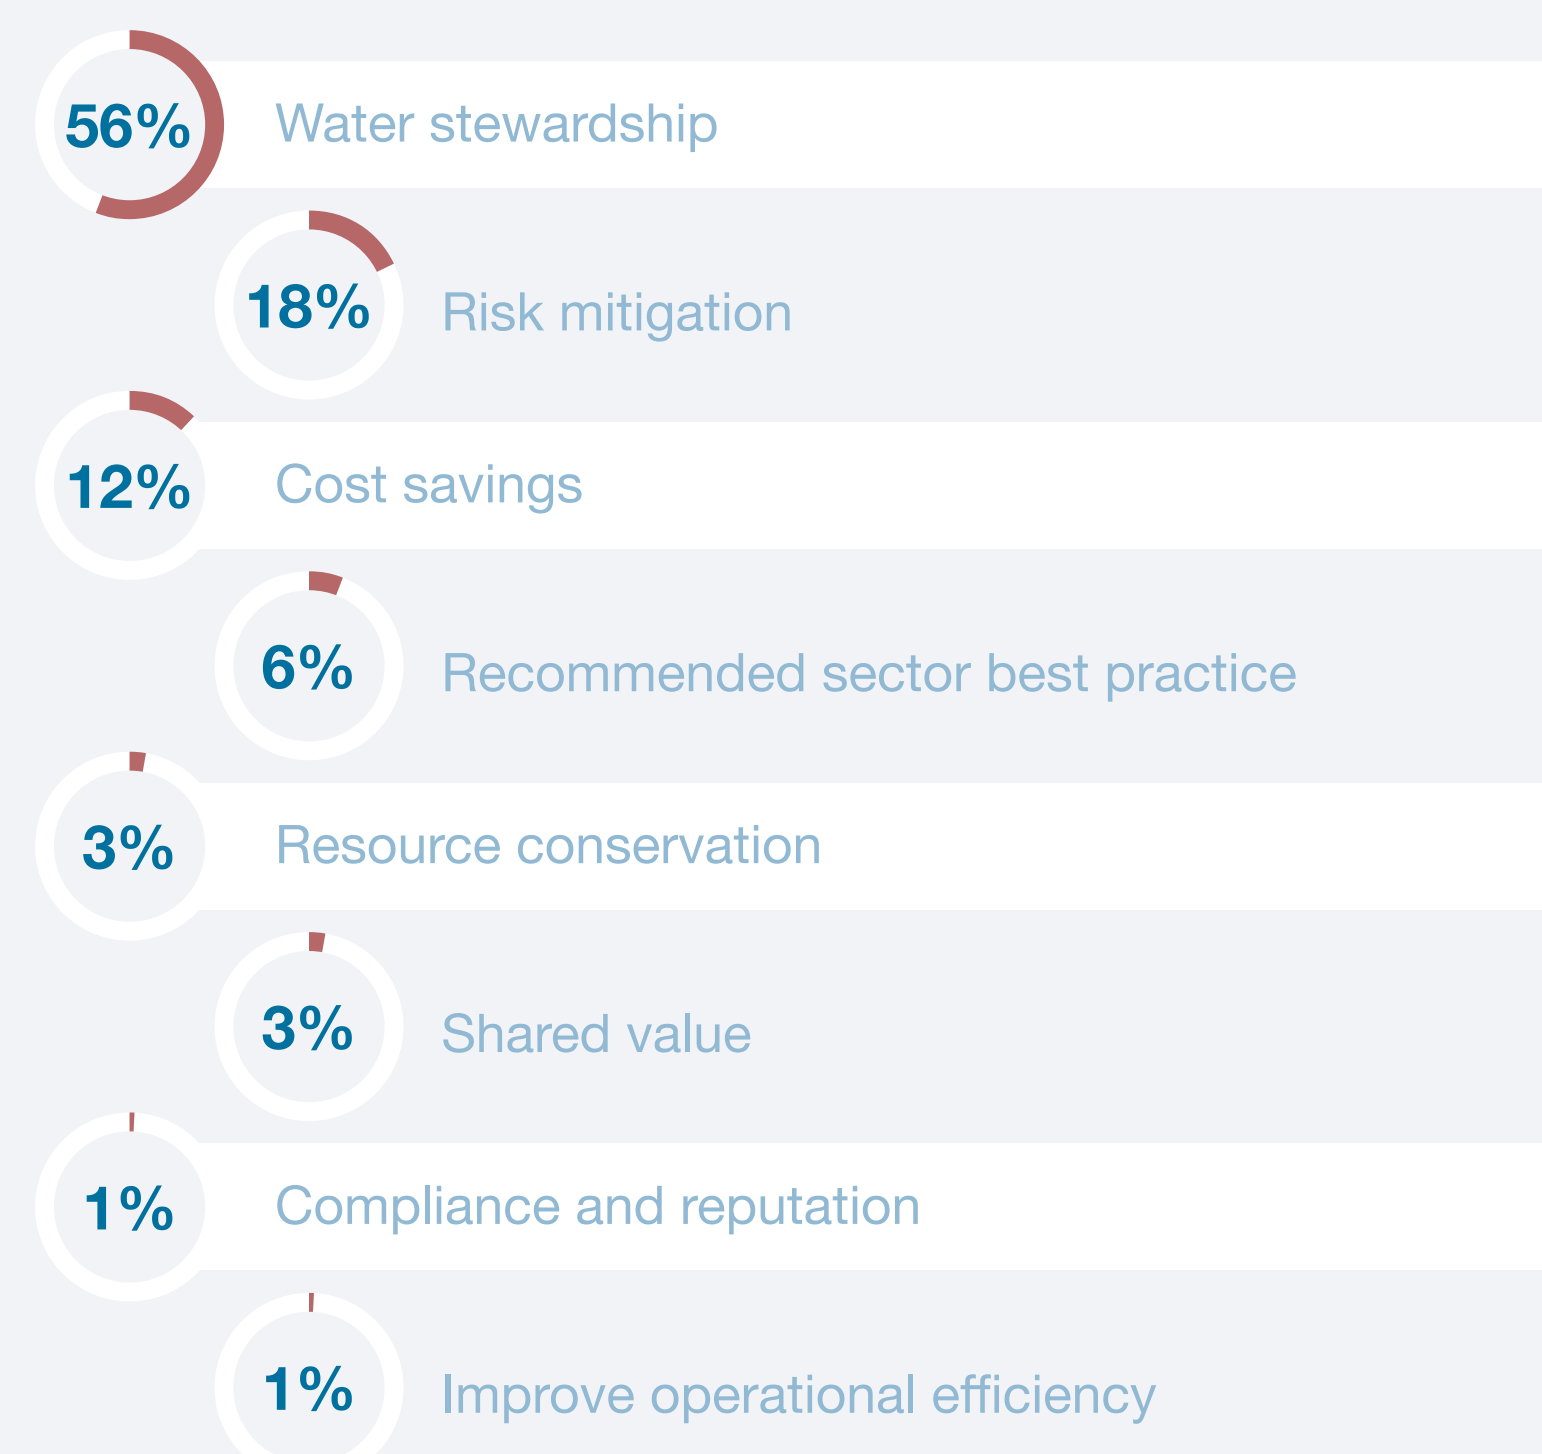 56% Water stewardship
18% Risk mitigation
12% Cost savings
6% Recommended sector best practice
3% Resource conservation
3% Shared value
1% Compliance and reputation
1% Improve operational efficiency